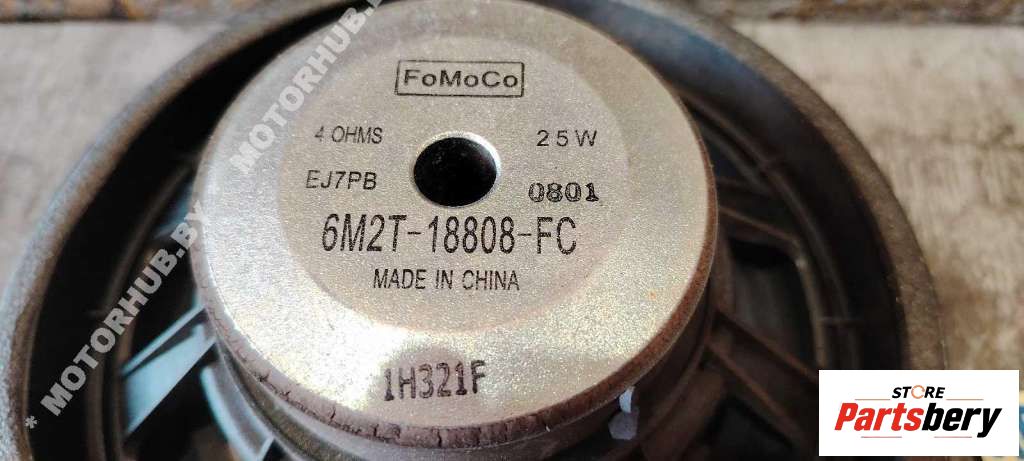 FoMoCo
4 OHMS 25W
EJ7PB 0801
6M2T-18808-FC
MADE IN CHINA
1H321F
* MOTORHUB.BY * MOTORHUB.BY
STORE
Partsbery